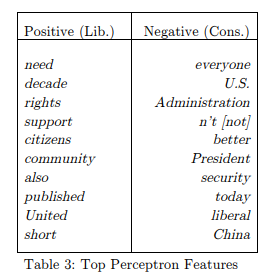 Positive (Lib.) Negative (Cons.)
need everyone
decade U.S.
rights Administration
support n't [not]
citizens better
community President
also security
published today
United liberal
short China
Table 3: Top Perceptron Features